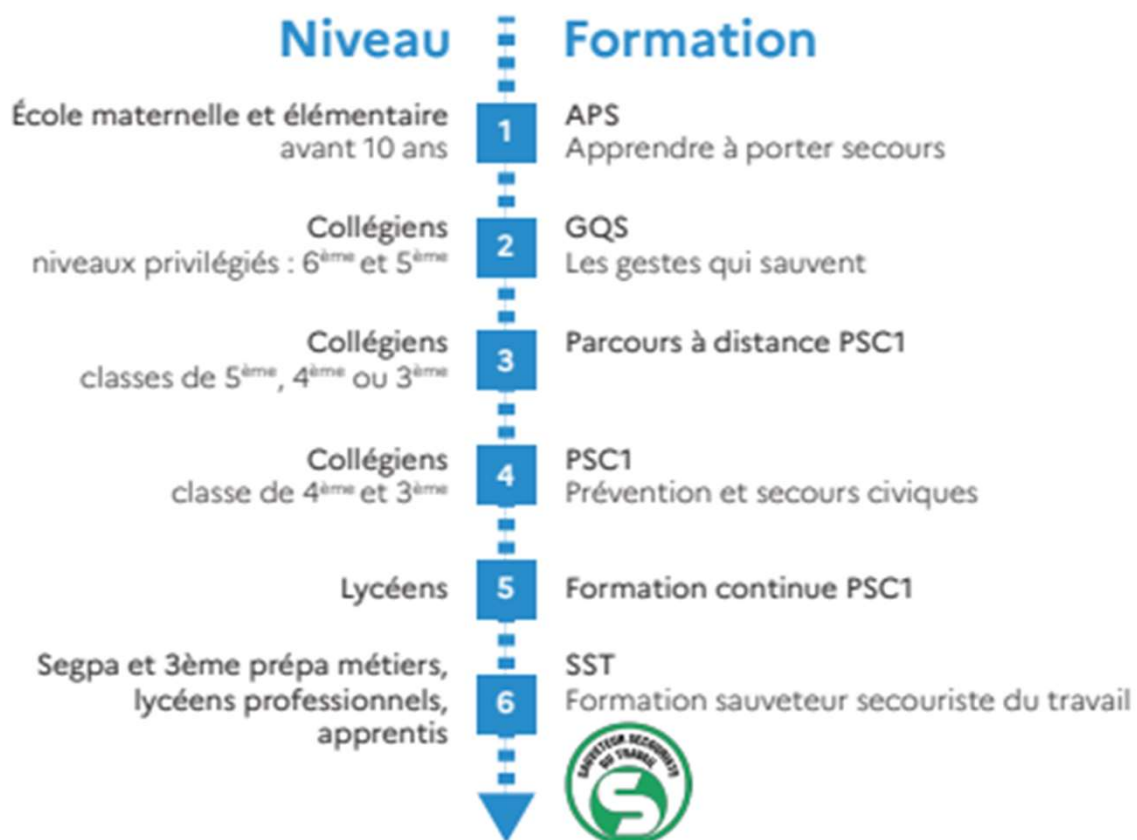 Niveau
Formation
École maternelle et élémentaire
avant 10 ans
1
APS
Apprendre à porter secours
Collégiens
niveaux privilégiés : 6ème et 5ème
2
GQS
Les gestes qui sauvent
Collégiens
classes de 5ème, 4ème ou 3ème
3
Parcours à distance PSC1
Collégiens
classe de 4ème et 3ème
4
PSC1
Prévention et secours civiques
Lycéens
5
Formation continue PSC1
Segpa et 3ème prépa métiers,
lycéens professionnels,
apprentis
6
SST
Formation sauveteur secouriste du travail
SAUVETEUR SECOURISTE
DU TRAVAIL
S